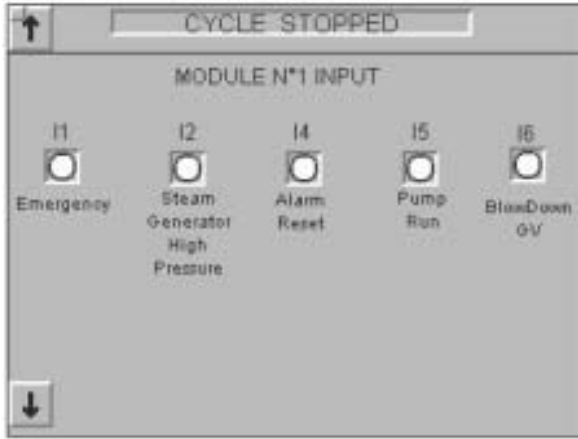 CYCLE STOPPED
MODULE N°1 INPUT
I1 I2 I4 I5 I6
Emergency
Steam
Generator
High
Pressure
Alarm
Reset
Pump
Run
BlowDown
GV